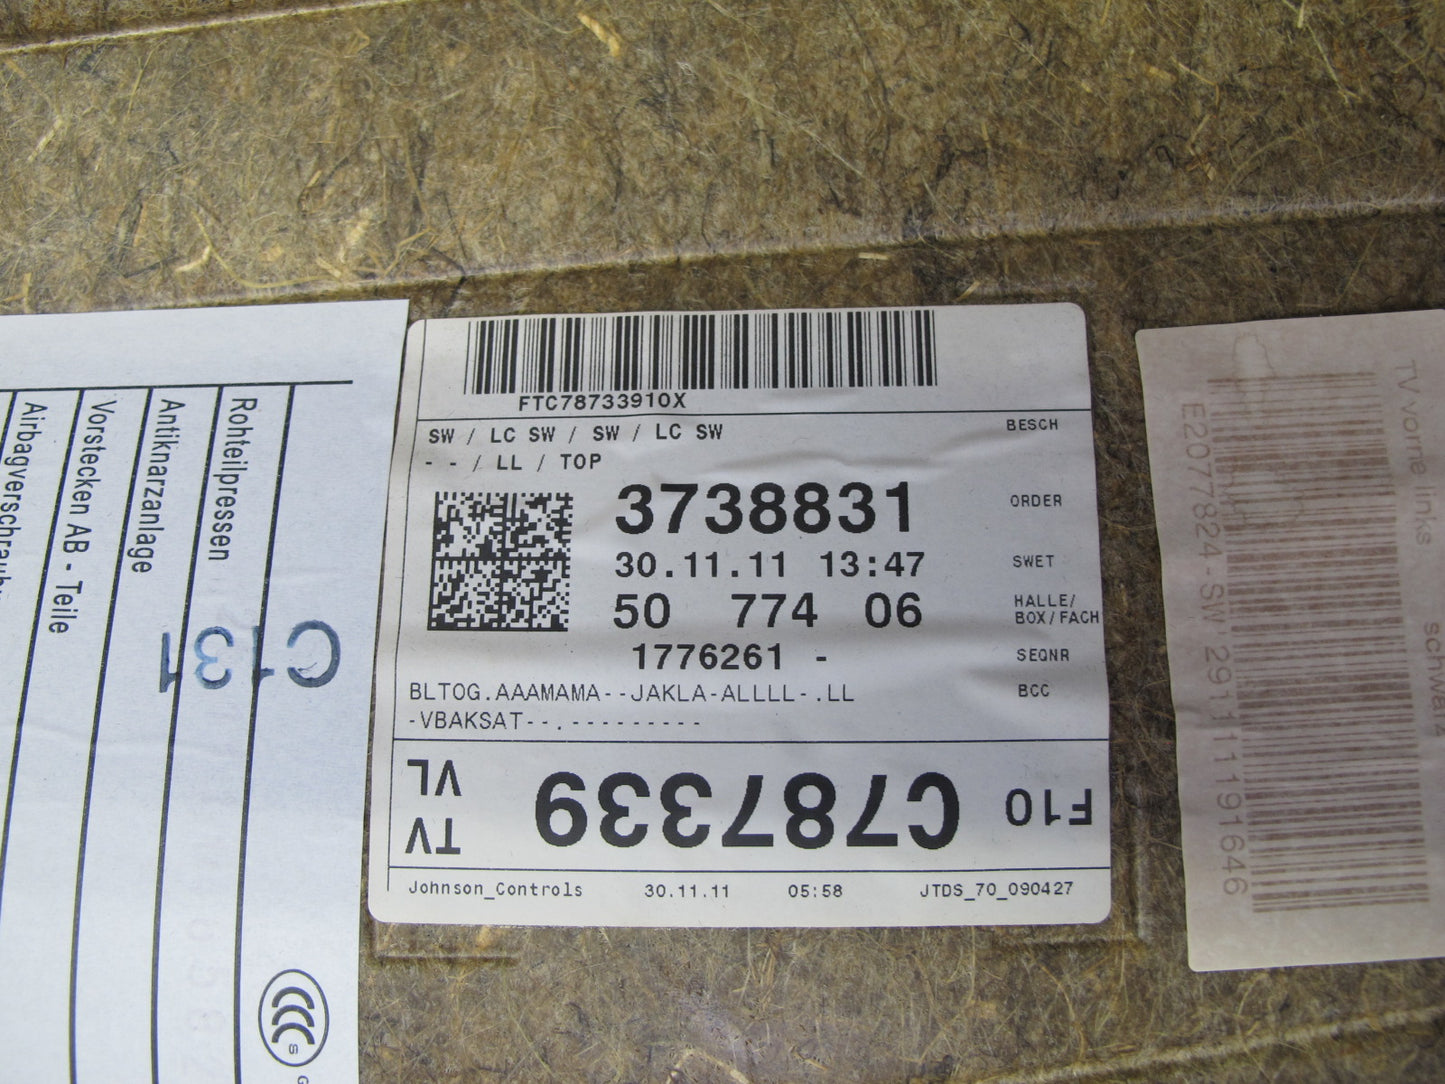 FTC78733910X
SW / LC SW / SW / LC SW
BESCH
- - / LL / TOP
3738831
ORDER
30.11.11 13:47
SWET
50 774 06
HALLE/
BOX/FACH
1776261 -
SEQNR
BLTOG.AAAMAMA--JAKLA-ALLLL-.LL
BCC
-VBAKSAT--.---------
F10
C787339
TV
VL
Johnson_Controls 30.11.11 05:58 JTDS_70_090427
Rohteilpressen
Antiknarzanlage
Vorstecken AB - Teile
C131
CCC
S
TV vorne links schwarz
E2077824-SW